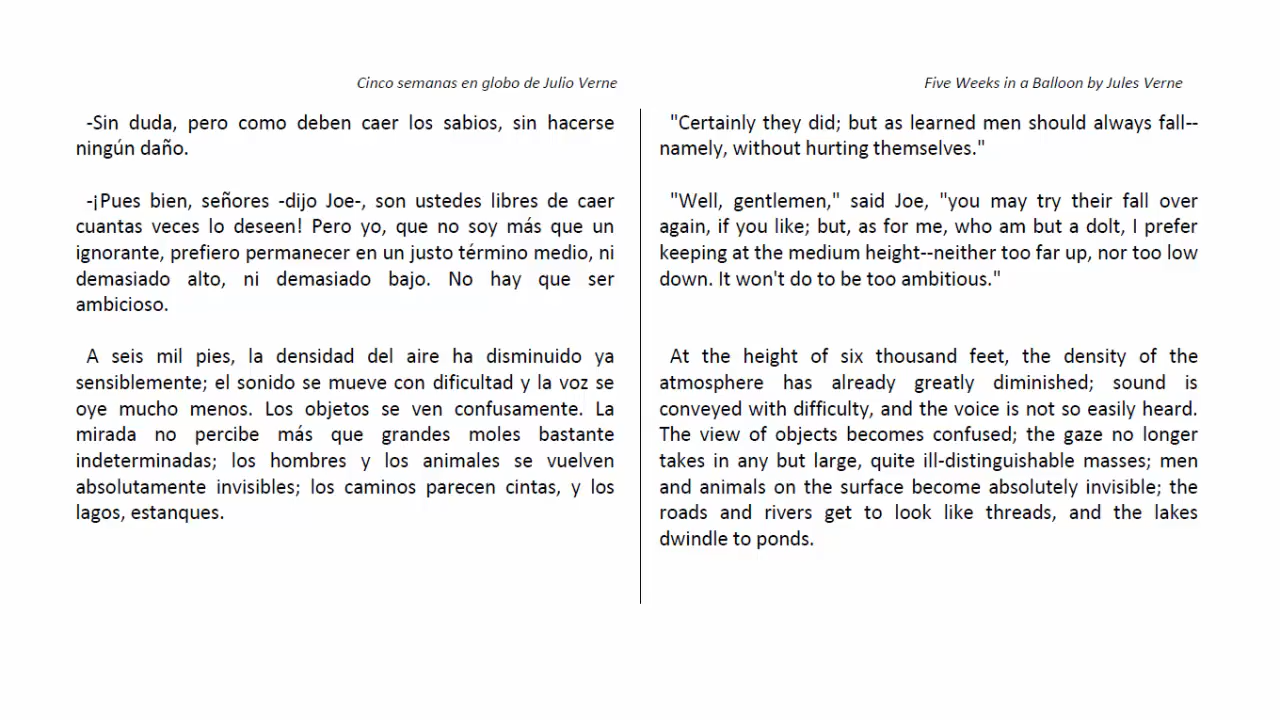 Cinco semanas en globo de Julio Verne
-Sin duda, pero como deben caer los sabios, sin hacerse
ningún daño.
-¡Pues bien, señores -dijo Joe-, son ustedes libres de caer
cuantas veces lo deseen! Pero yo, que no soy más que un
ignorante, prefiero permanecer en un justo término medio, ni
demasiado alto, ni demasiado bajo. No hay que ser
ambicioso.
A seis mil pies, la densidad del aire ha disminuido ya
sensiblemente; el sonido se mueve con dificultad y la voz se
oye mucho menos. Los objetos se ven confusamente. La
mirada no percibe más que grandes moles bastante
indeterminadas; los hombres y los animales se vuelven
absolutamente invisibles; los caminos parecen cintas, y los
lagos, estanques.
Five Weeks in a Balloon by Jules Verne
"Certainly they did; but as learned men should always fall--
namely, without hurting themselves."
"Well, gentlemen," said Joe, "you may try their fall over
again, if you like; but, as for me, who am but a dolt, I prefer
keeping at the medium height--neither too far up, nor too low
down. It won't do to be too ambitious."
At the height of six thousand feet, the density of the
atmosphere has already greatly diminished; sound is
conveyed with difficulty, and the voice is not so easily heard.
The view of objects becomes confused; the gaze no longer
takes in any but large, quite ill-distinguishable masses; men
and animals on the surface become absolutely invisible; the
roads and rivers get to look like threads, and the lakes
dwindle to ponds.